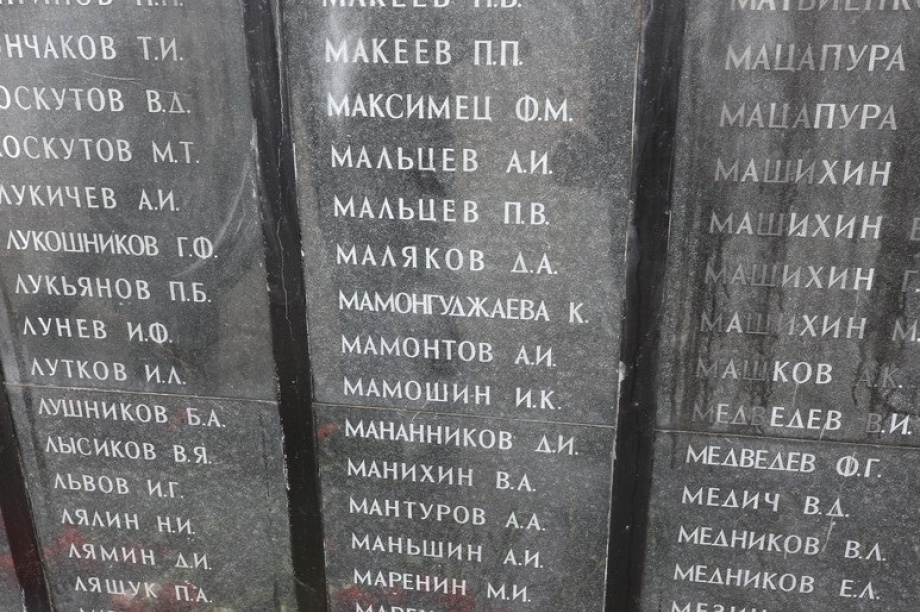 ОНЧАКОВ Т.И.
ОСКУТОВ В.Д.
ОСКУТОВ М.Т.
ЛУКИЧЕВ А.И.
ЛУКОШНИКОВ Г.Ф.
ЛУКЬЯНОВ П.Б.
ЛУНЕВ И.Ф.
ЛУТКОВ И.Л.
ЛУШНИКОВ Б.А.
ЛЫСИКОВ В.Я.
ЛЬВОВ И.Г.
ЛЯЛИН Н.И.
ЛЯМИН Д.И.
ЛЯЩУК П.А.
МАКЕЕВ П.В.
МАКЕЕВ П.П.
МАКСИМЕЦ Ф.М.
МАЛЬЦЕВ А.И.
МАЛЬЦЕВ П.В.
МАЛЯКОВ Д.А.
МАМОНГУДЖАЕВА К.
МАМОНТОВ А.И.
МАМОШИН И.К.
МАНАННИКОВ Д.И.
МАНИХИН В.А.
МАНТУРОВ А.А.
МАНЬШИН А.И.
МАРЕНИН М.И.
МАЦАПУРА
МАЦАПУРА
МАШИХИН
МАШИХИН
МАШИХИН
МАШИХИН М.
МАШКОВ А.К.
МЕДВЕДЕВ В.И.
МЕДВЕДЕВ Ф.Г.
МЕДИЧ В.Д.
МЕДНИКОВ В.Л.
МЕДНИКОВ Е.Л.